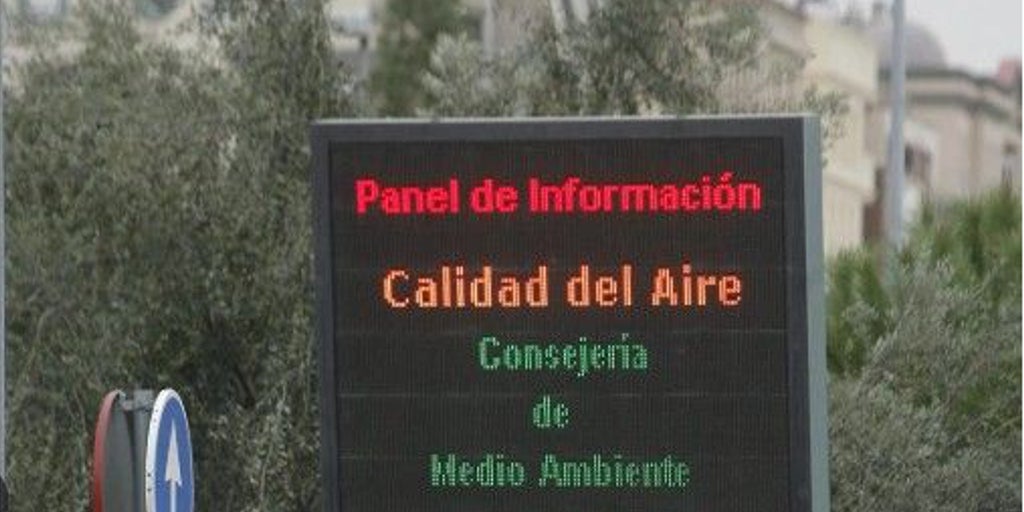 Panel de Información
Calidad del Aire
Consejería
de
Medio Ambiente